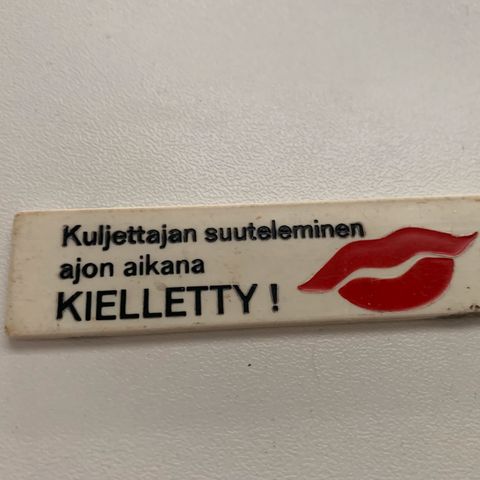 Kuljettajan suuteleminen
ajon aikana
KIELLETTY !